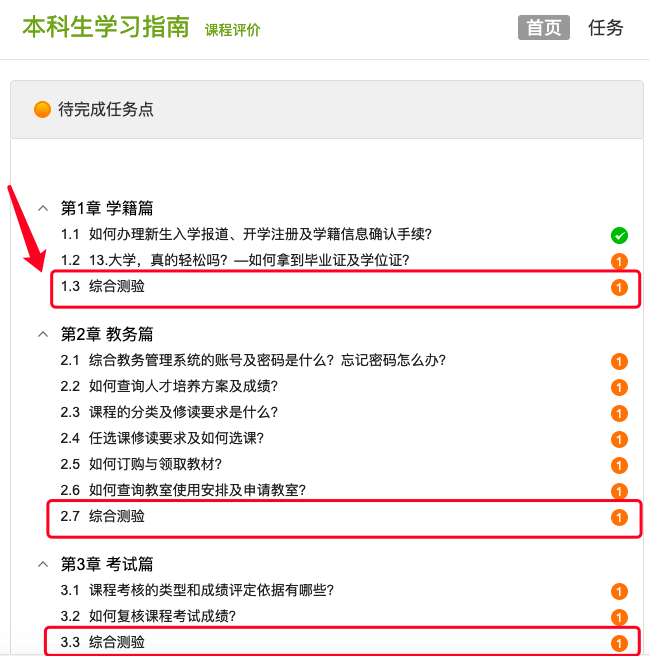 本科生学习指南 课程评价 首页 任务
待完成任务点
第1章 学籍篇
1.1 如何办理新生入学报道、开学注册及学籍信息确认手续?
1.2 13.大学，真的轻松吗？—如何拿到毕业证及学位证? 1
1.3 综合测验 1
第2章 教务篇
2.1 综合教务管理系统的账号及密码是什么？忘记密码怎么办? 1
2.2 如何查询人才培养方案及成绩? 1
2.3 课程的分类及修读要求是什么? 1
2.4 任选课修读要求及如何选课? 1
2.5 如何订购与领取教材? 1
2.6 如何查询教室使用安排及申请教室? 1
2.7 综合测验 1
第3章 考试篇
3.1 课程考核的类型和成绩评定依据有哪些? 1
3.2 如何复核课程考试成绩? 1
3.3 综合测验 1